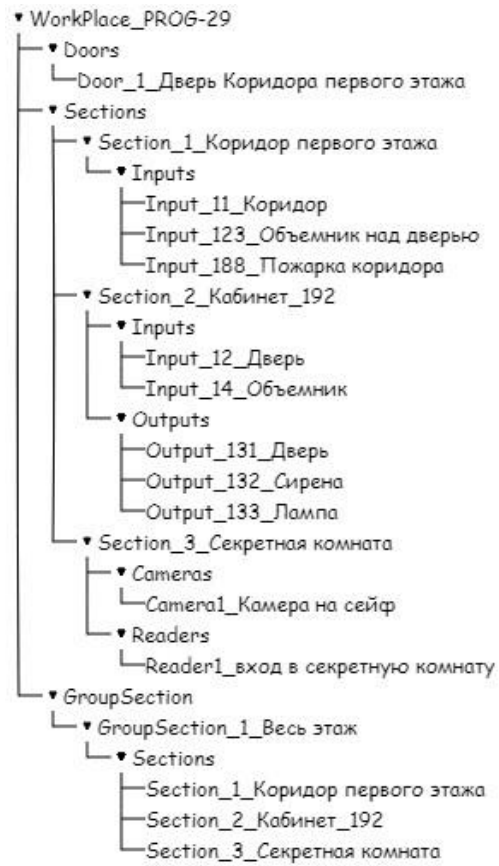 WorkPlace_PROG-29
Doors
Door_1_Дверь Коридора первого этажа
Sections
Section_1_Коридор первого этажа
Inputs
Input_11_Коридор
Input_123_Объемник над дверью
Input_188_Пожарка коридора
Section_2_Кабинет_192
Inputs
Input_12_Дверь
Input_14_Объемник
Outputs
Output_131_Дверь
Output_132_Сирена
Output_133_Лампа
Section_3_Секретная комната
Cameras
Camera1_Камера на сейф
Readers
Reader1_вход в секретную комнату
GroupSection
GroupSection_1_Весь этаж
Sections
Section_1_Коридор первого этажа
Section_2_Кабинет_192
Section_3_Секретная комната